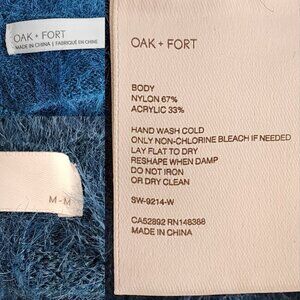 OAK + FORT
MADE IN CHINA | FABRIQUÉ EN CHINE
M - M
OAK + FORT
BODY
NYLON 67%
ACRYLIC 33%
HAND WASH COLD
ONLY NON-CHLORINE BLEACH IF NEEDED
LAY FLAT TO DRY
RESHAPE WHEN DAMP
DO NOT IRON
OR DRY CLEAN
SW-9214-W
CA52892 RN148388
MADE IN CHINA